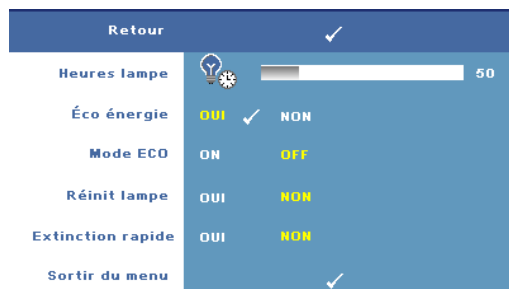 Retour
Heures lampe 50
Éco énergie OUI NON
Mode ECO ON OFF
Réinit lampe OUI NON
Extinction rapide OUI NON
Sortir du menu